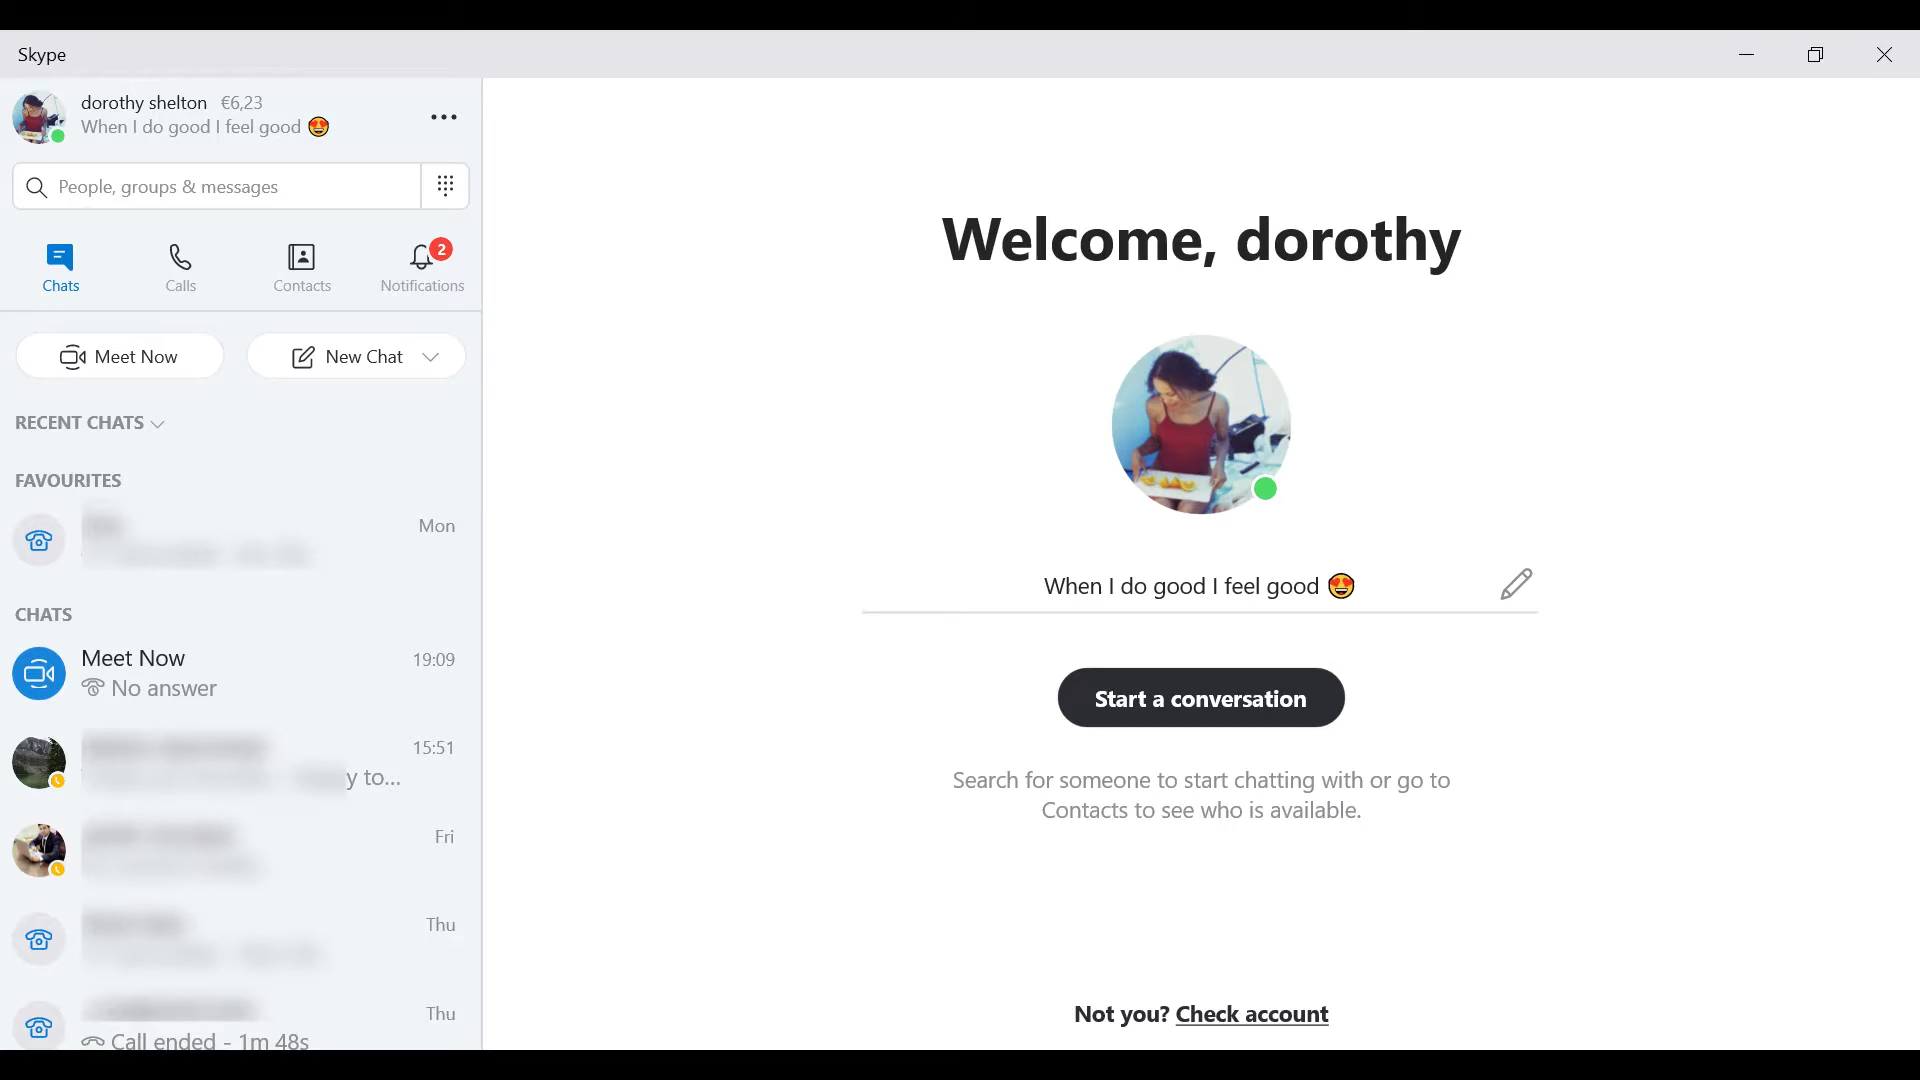 Skype
dorothy shelton €6,23
When I do good I feel good 😍
People, groups & messages
2
Chats
Calls
Contacts
Notifications
Meet Now
New Chat
RECENT CHATS
FAVOURITES
Mon
CHATS
Meet Now 19:09
No answer
15:51
y to...
Fri
Thu
Thu
Call ended - 1m 48s
Welcome, dorothy
When I do good I feel good 😍
Start a conversation
Search for someone to start chatting with or go to
Contacts to see who is available.
Not you? Check account